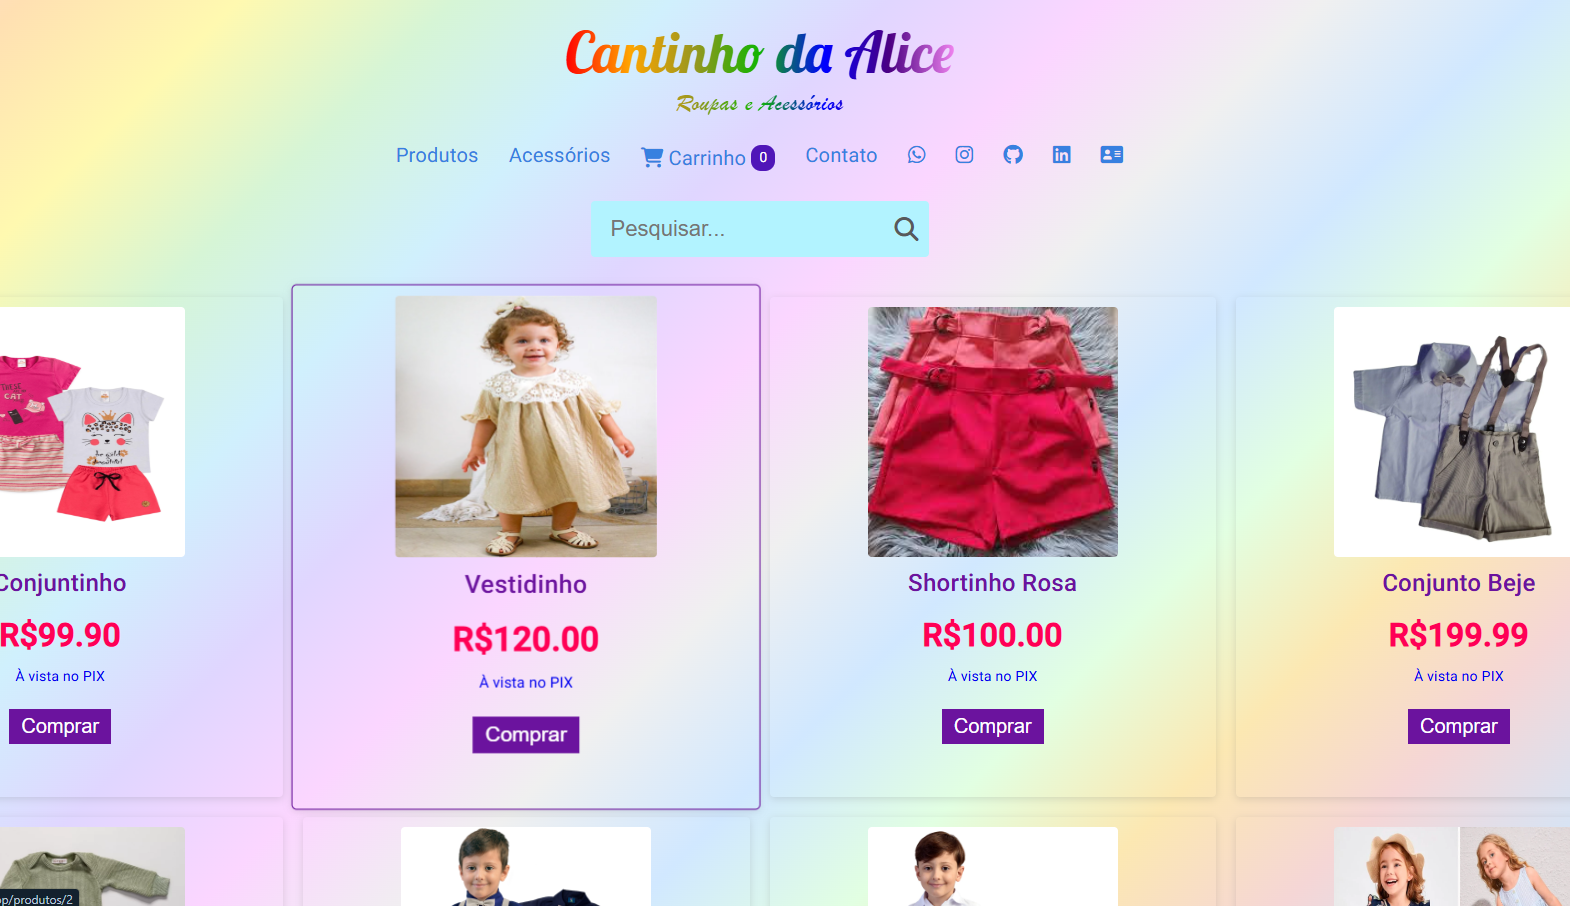 Cantinho da Alice
Roupas e Acessórios
Produtos Acessórios Carrinho 0 Contato
Pesquisar...
CAT
Conjuntinho
R$99.90
À vista no PIX
Comprar
Vestidinho
R$120.00
À vista no PIX
Comprar
Shortinho Rosa
R$100.00
À vista no PIX
Comprar
Conjunto Beje
R$199.99
À vista no PIX
Comprar
op/produtos/2